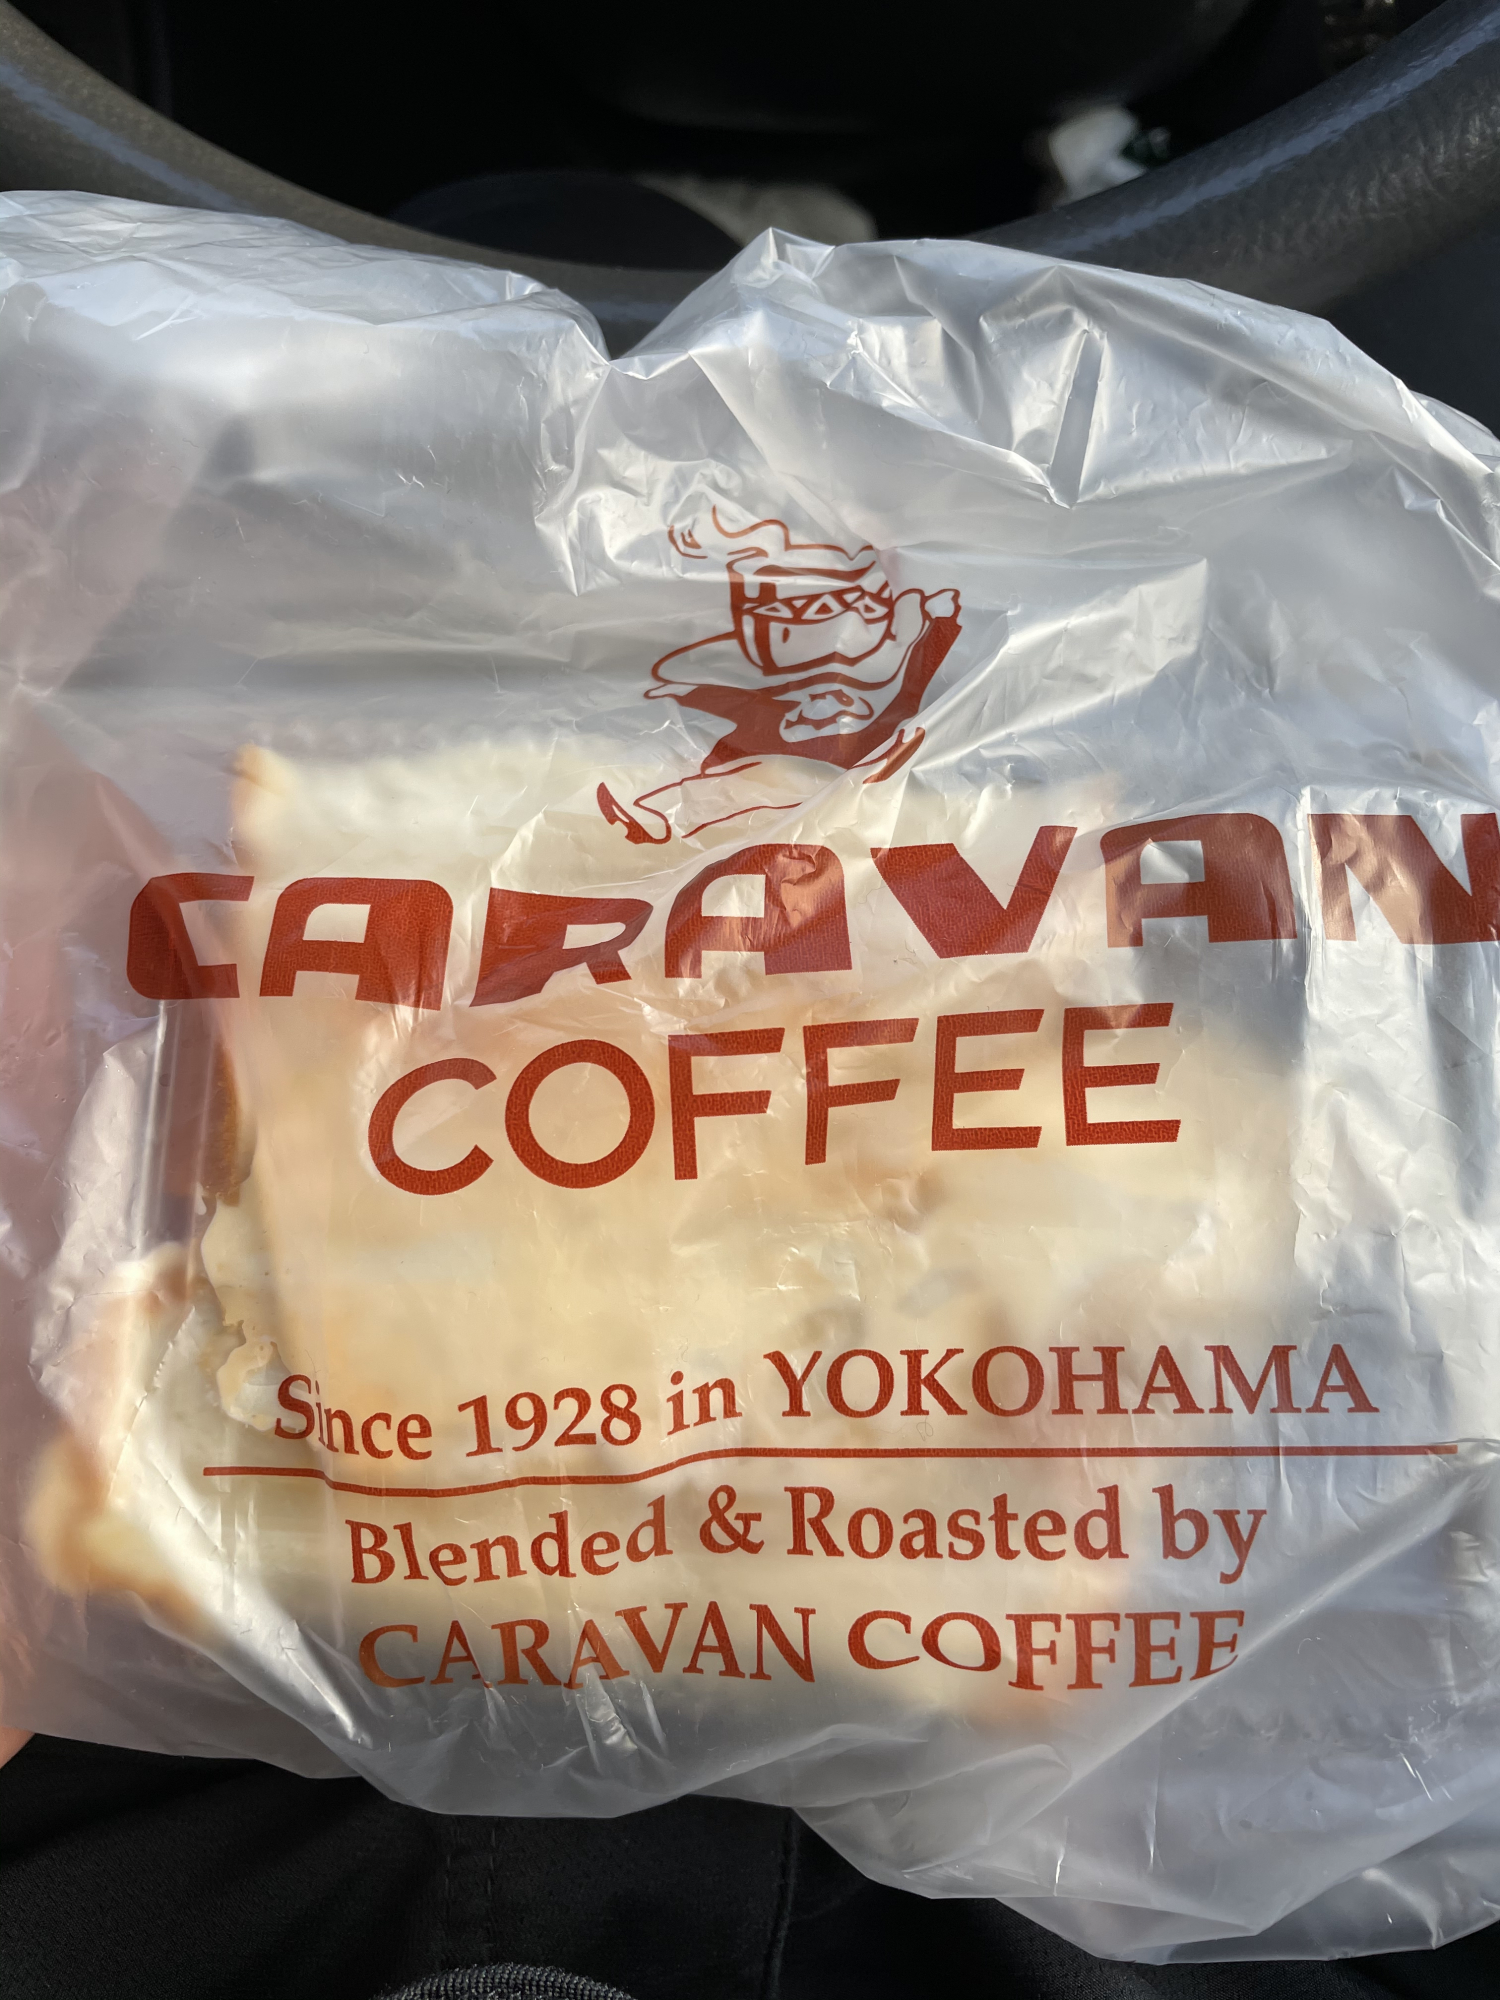 CARAVAN
COFFEE
Since 1928 in YOKOHAMA
Blended & Roasted by
CARAVAN COFFEE